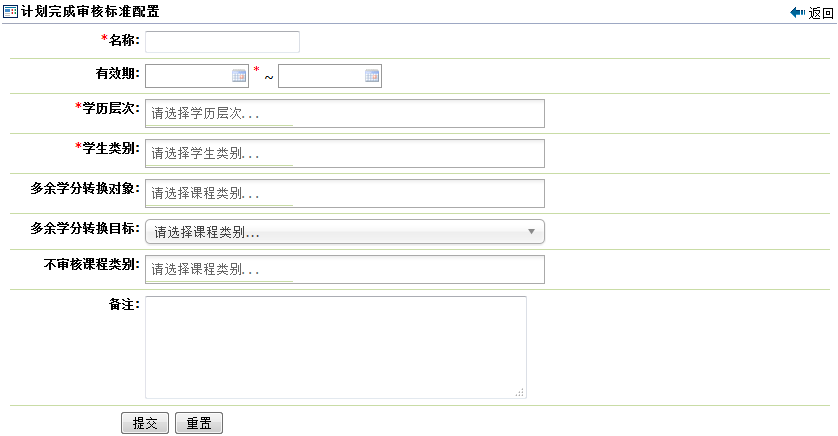 计划完成审核标准配置 返回
*名称:
有效期: * ~
*学历层次: 请选择学历层次...
*学生类别: 请选择学生类别...
多余学分转换对象: 请选择课程类别...
多余学分转换目标: 请选择课程类别...
不审核课程类别: 请选择课程类别...
备注:
提交 重置